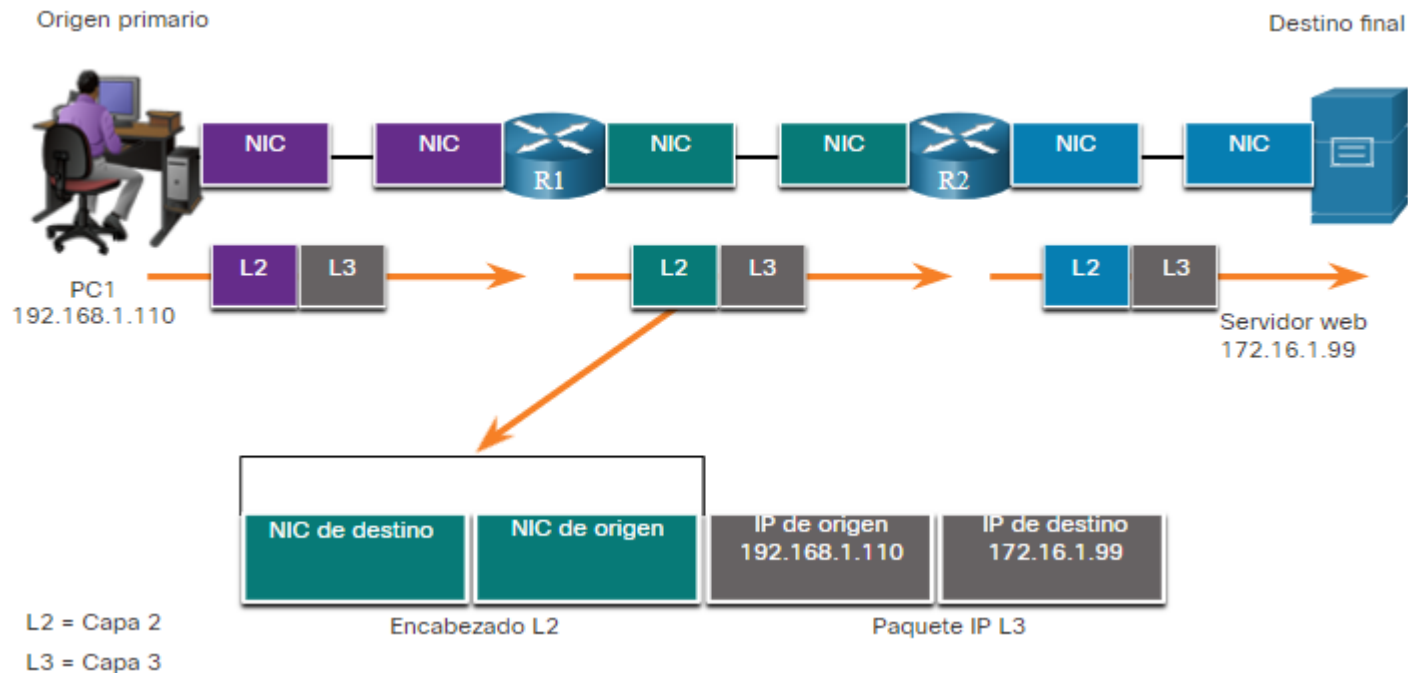 Origen primario
Destino final
NIC
NIC
R1
NIC
NIC
R2
NIC
NIC
L2
L3
L2
L3
L2
L3
PC1
192.168.1.110
Servidor web
172.16.1.99
NIC de destino
NIC de origen
IP de origen
192.168.1.110
IP de destino
172.16.1.99
Encabezado L2
Paquete IP L3
L2 = Capa 2
L3 = Capa 3